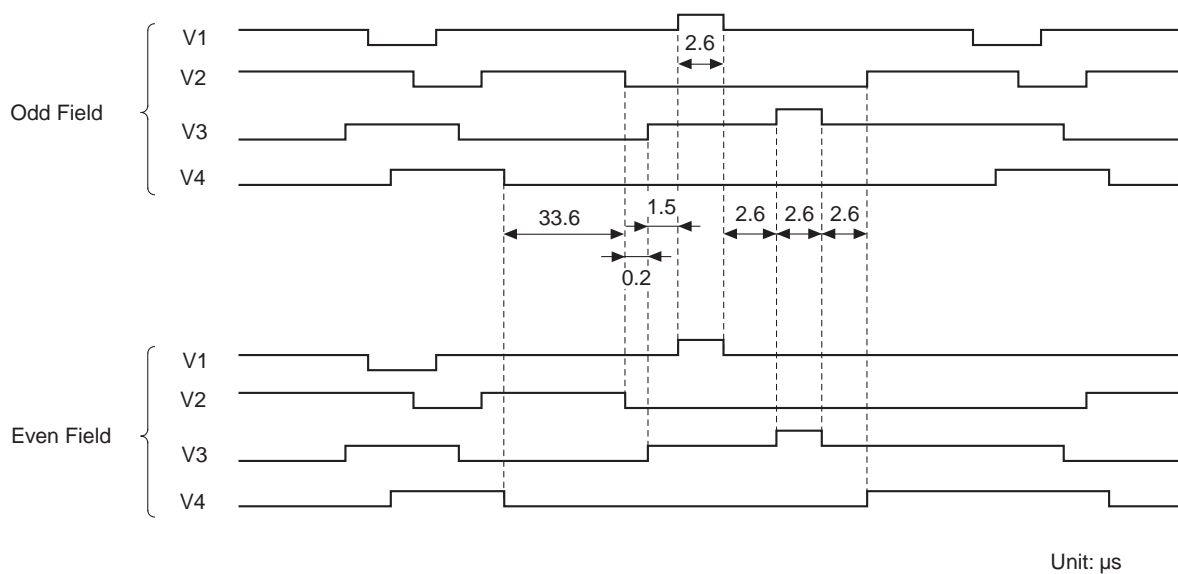 Odd Field
V1
2.6
V2
V3
V4
33.6
1.5
0.2
2.6 2.6 2.6
Even Field
V1
V2
V3
V4
Unit: µs